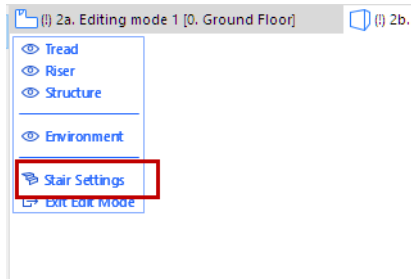 (!) 2a. Editing mode 1 [0. Ground Floor]
(!) 2b.
Tread
Riser
Structure
Environment
Stair Settings
Exit Edit Mode